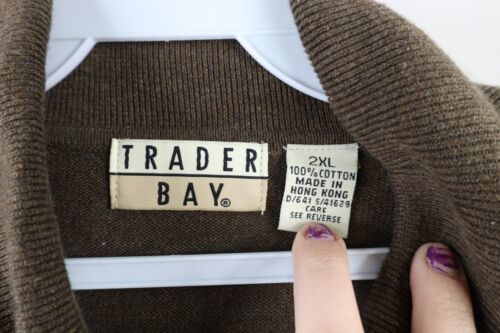 TRADER
BAY®
2XL
100% COTTON
MADE IN
HONG KONG
D/641 S/41629
CARE
SEE REVERSE